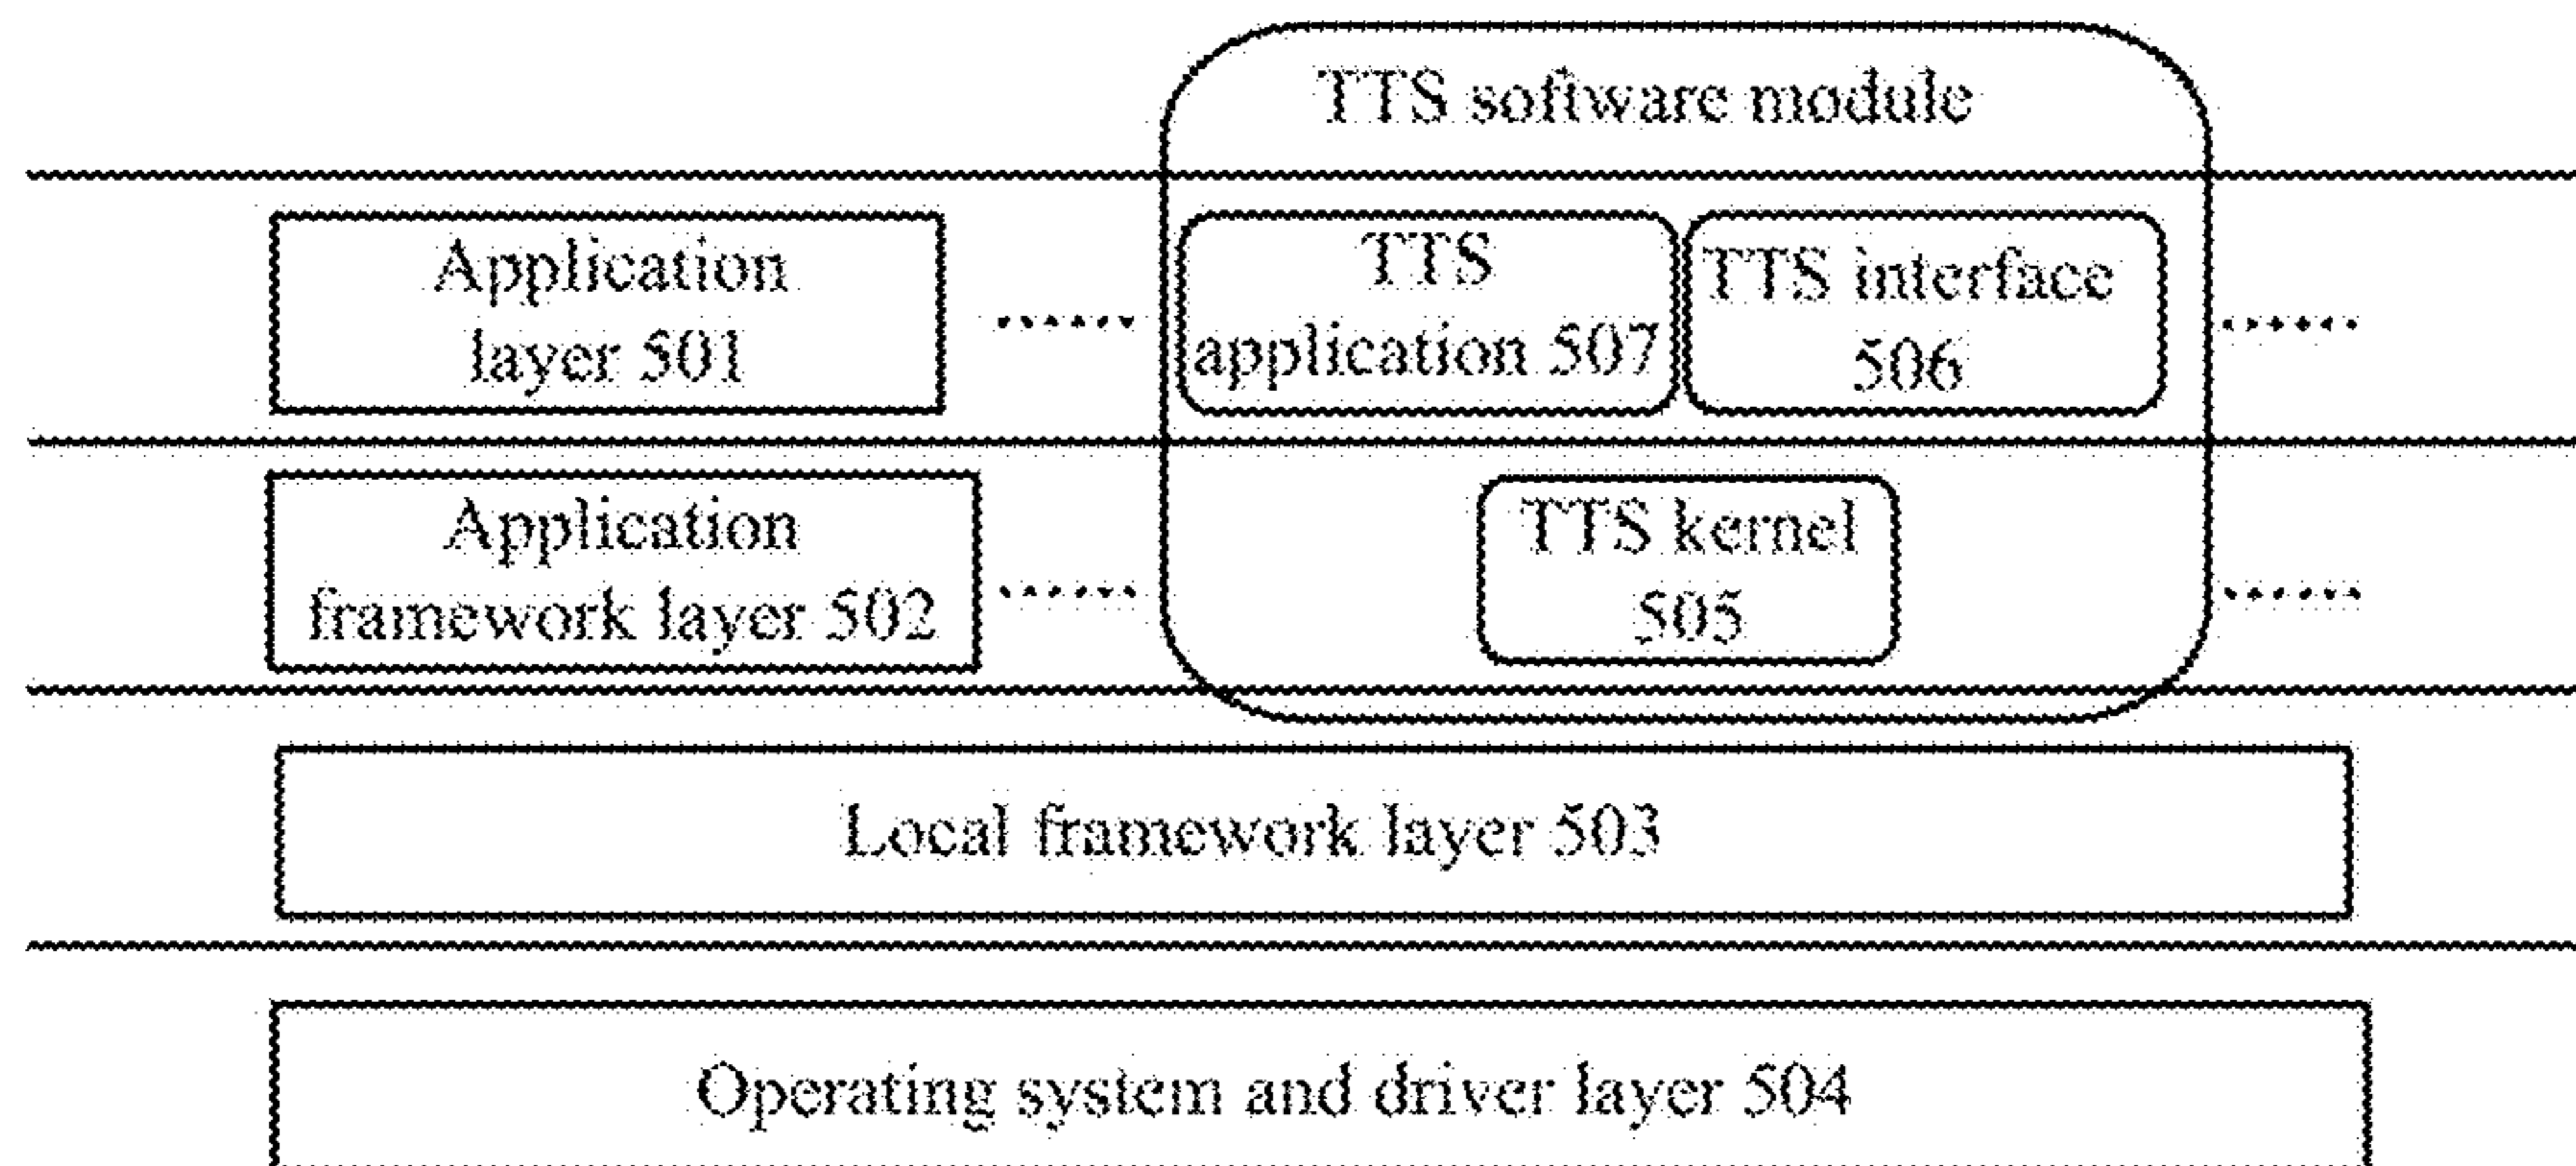 TTS software module
Application
layer 501
......
TTS
application 507
TTS interface
506
......
Application
framework layer 502
......
TTS kernel
505
......
Local framework layer 503
Operating system and driver layer 504